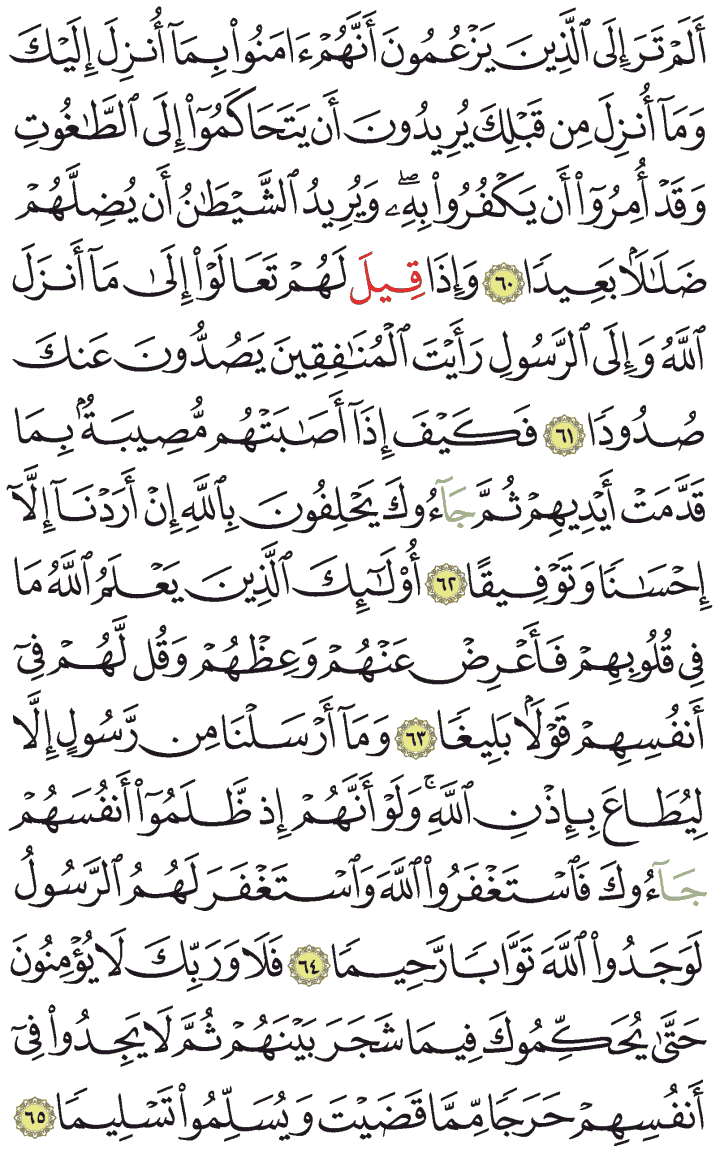 أَلَمْ تَرَ إِلَى ٱلَّذِينَ يَزْعُمُونَ أَنَّهُمْ ءَامَنُوا۟ بِمَآ أُنزِلَ إِلَيْكَ
وَمَآ أُنزِلَ مِن قَبْلِكَ يُرِيدُونَ أَن يَتَحَاكَمُوٓا۟ إِلَى ٱلطَّٰغُوتِ
وَقَدْ أُمِرُوٓا۟ أَن يَكْفُرُوا۟ بِهِۦۖ وَيُرِيدُ ٱلشَّيْطَٰنُ أَن يُضِلَّهُمْ
ضَلَٰلًۢا بَعِيدًا ٦٠ وَإِذَا قِيلَ لَهُمْ تَعَالَوْا۟ إِلَىٰ مَآ أَنزَلَ
ٱللَّهُ وَإِلَى ٱلرَّسُولِ رَأَيْتَ ٱلْمُنَٰفِقِينَ يَصُدُّونَ عَنكَ
صُدُودًا ٦١ فَكَيْفَ إِذَآ أَصَٰبَتْهُم مُّصِيبَةٌۢ بِمَا
قَدَّمَتْ أَيْدِيهِمْ ثُمَّ جَآءُوكَ يَحْلِفُونَ بِٱللَّهِ إِنْ أَرَدْنَآ إِلَّآ
إِحْسَٰنًا وَتَوْفِيقًا ٦٢ أُو۟لَٰٓئِكَ ٱلَّذِينَ يَعْلَمُ ٱللَّهُ مَا
فِى قُلُوبِهِمْ فَأَعْرِضْ عَنْهُمْ وَعِظْهُمْ وَقُل لَّهُمْ فِىٓ
أَنفُسِهِمْ قَوْلًۢا بَلِيغًا ٦٣ وَمَآ أَرْسَلْنَا مِن رَّسُولٍ إِلَّا
لِيُطَاعَ بِإِذْنِ ٱللَّهِۚ وَلَوْ أَنَّهُمْ إِذ ظَّلَمُوٓا۟ أَنفُسَهُمْ
جَآءُوكَ فَٱسْتَغْفَرُوا۟ ٱللَّهَ وَٱسْتَغْفَرَ لَهُمُ ٱلرَّسُولُ
لَوَجَدُوا۟ ٱللَّهَ تَوَّابًا رَّحِيمًا ٦٤ فَلَا وَرَبِّكَ لَا يُؤْمِنُونَ
حَتَّىٰ يُحَكِّمُوكَ فِيمَا شَجَرَ بَيْنَهُمْ ثُمَّ لَا يَجِدُوا۟ فِىٓ
أَنفُسِهِمْ حَرَجًا مِّمَّا قَضَيْتَ وَيُسَلِّمُوا۟ تَسْلِيمًا ٦٥